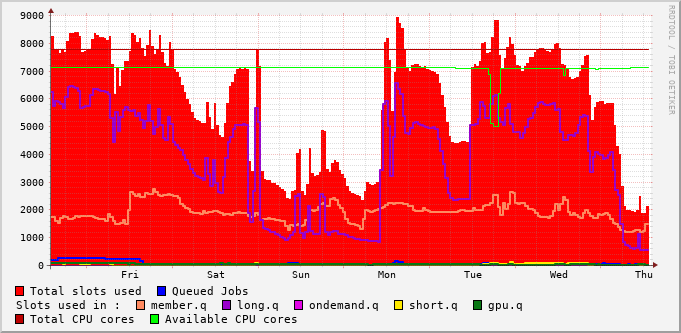 RRDTOOL / TOBI OETIKER
9000
8000
7000
6000
5000
4000
3000
2000
1000
0
Fri Sat Sun Mon Tue Wed Thu
Total slots used Queued Jobs
Slots used in : member.q long.q ondemand.q short.q gpu.q
Total CPU cores Available CPU cores